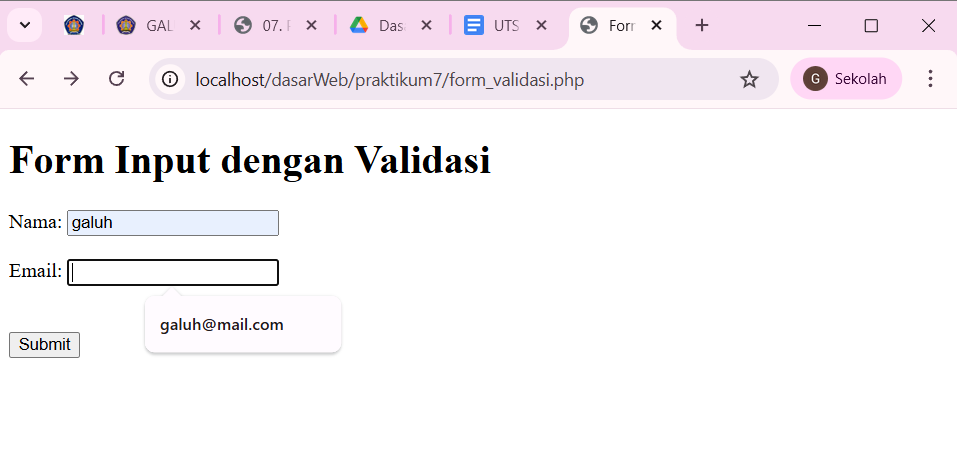 GAL
07. F
Das
UTS
Form
localhost/dasarWeb/praktikum7/form_validasi.php
G Sekolah
Form Input dengan Validasi
Nama: galuh
Email:
galuh@mail.com
Submit